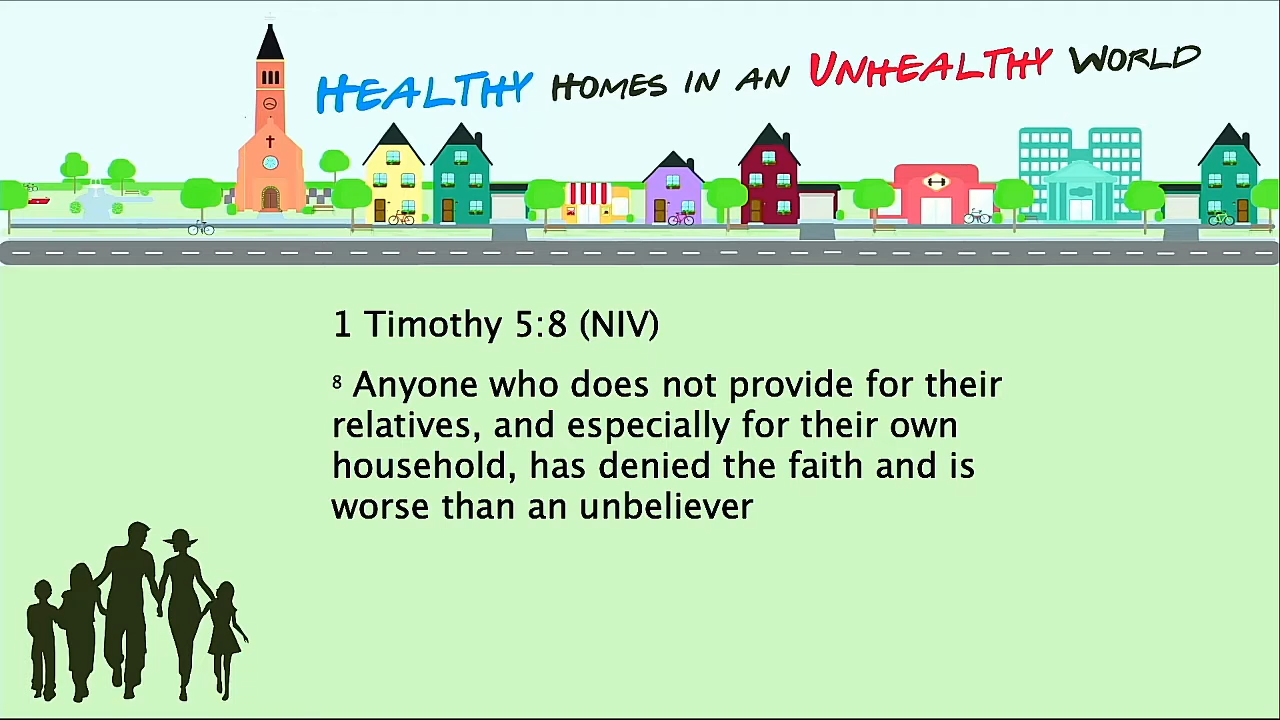 HEALTHY HOMES IN AN UNHEALTHY WORLD
1 Timothy 5:8 (NIV)
8 Anyone who does not provide for their
relatives, and especially for their own
household, has denied the faith and is
worse than an unbeliever